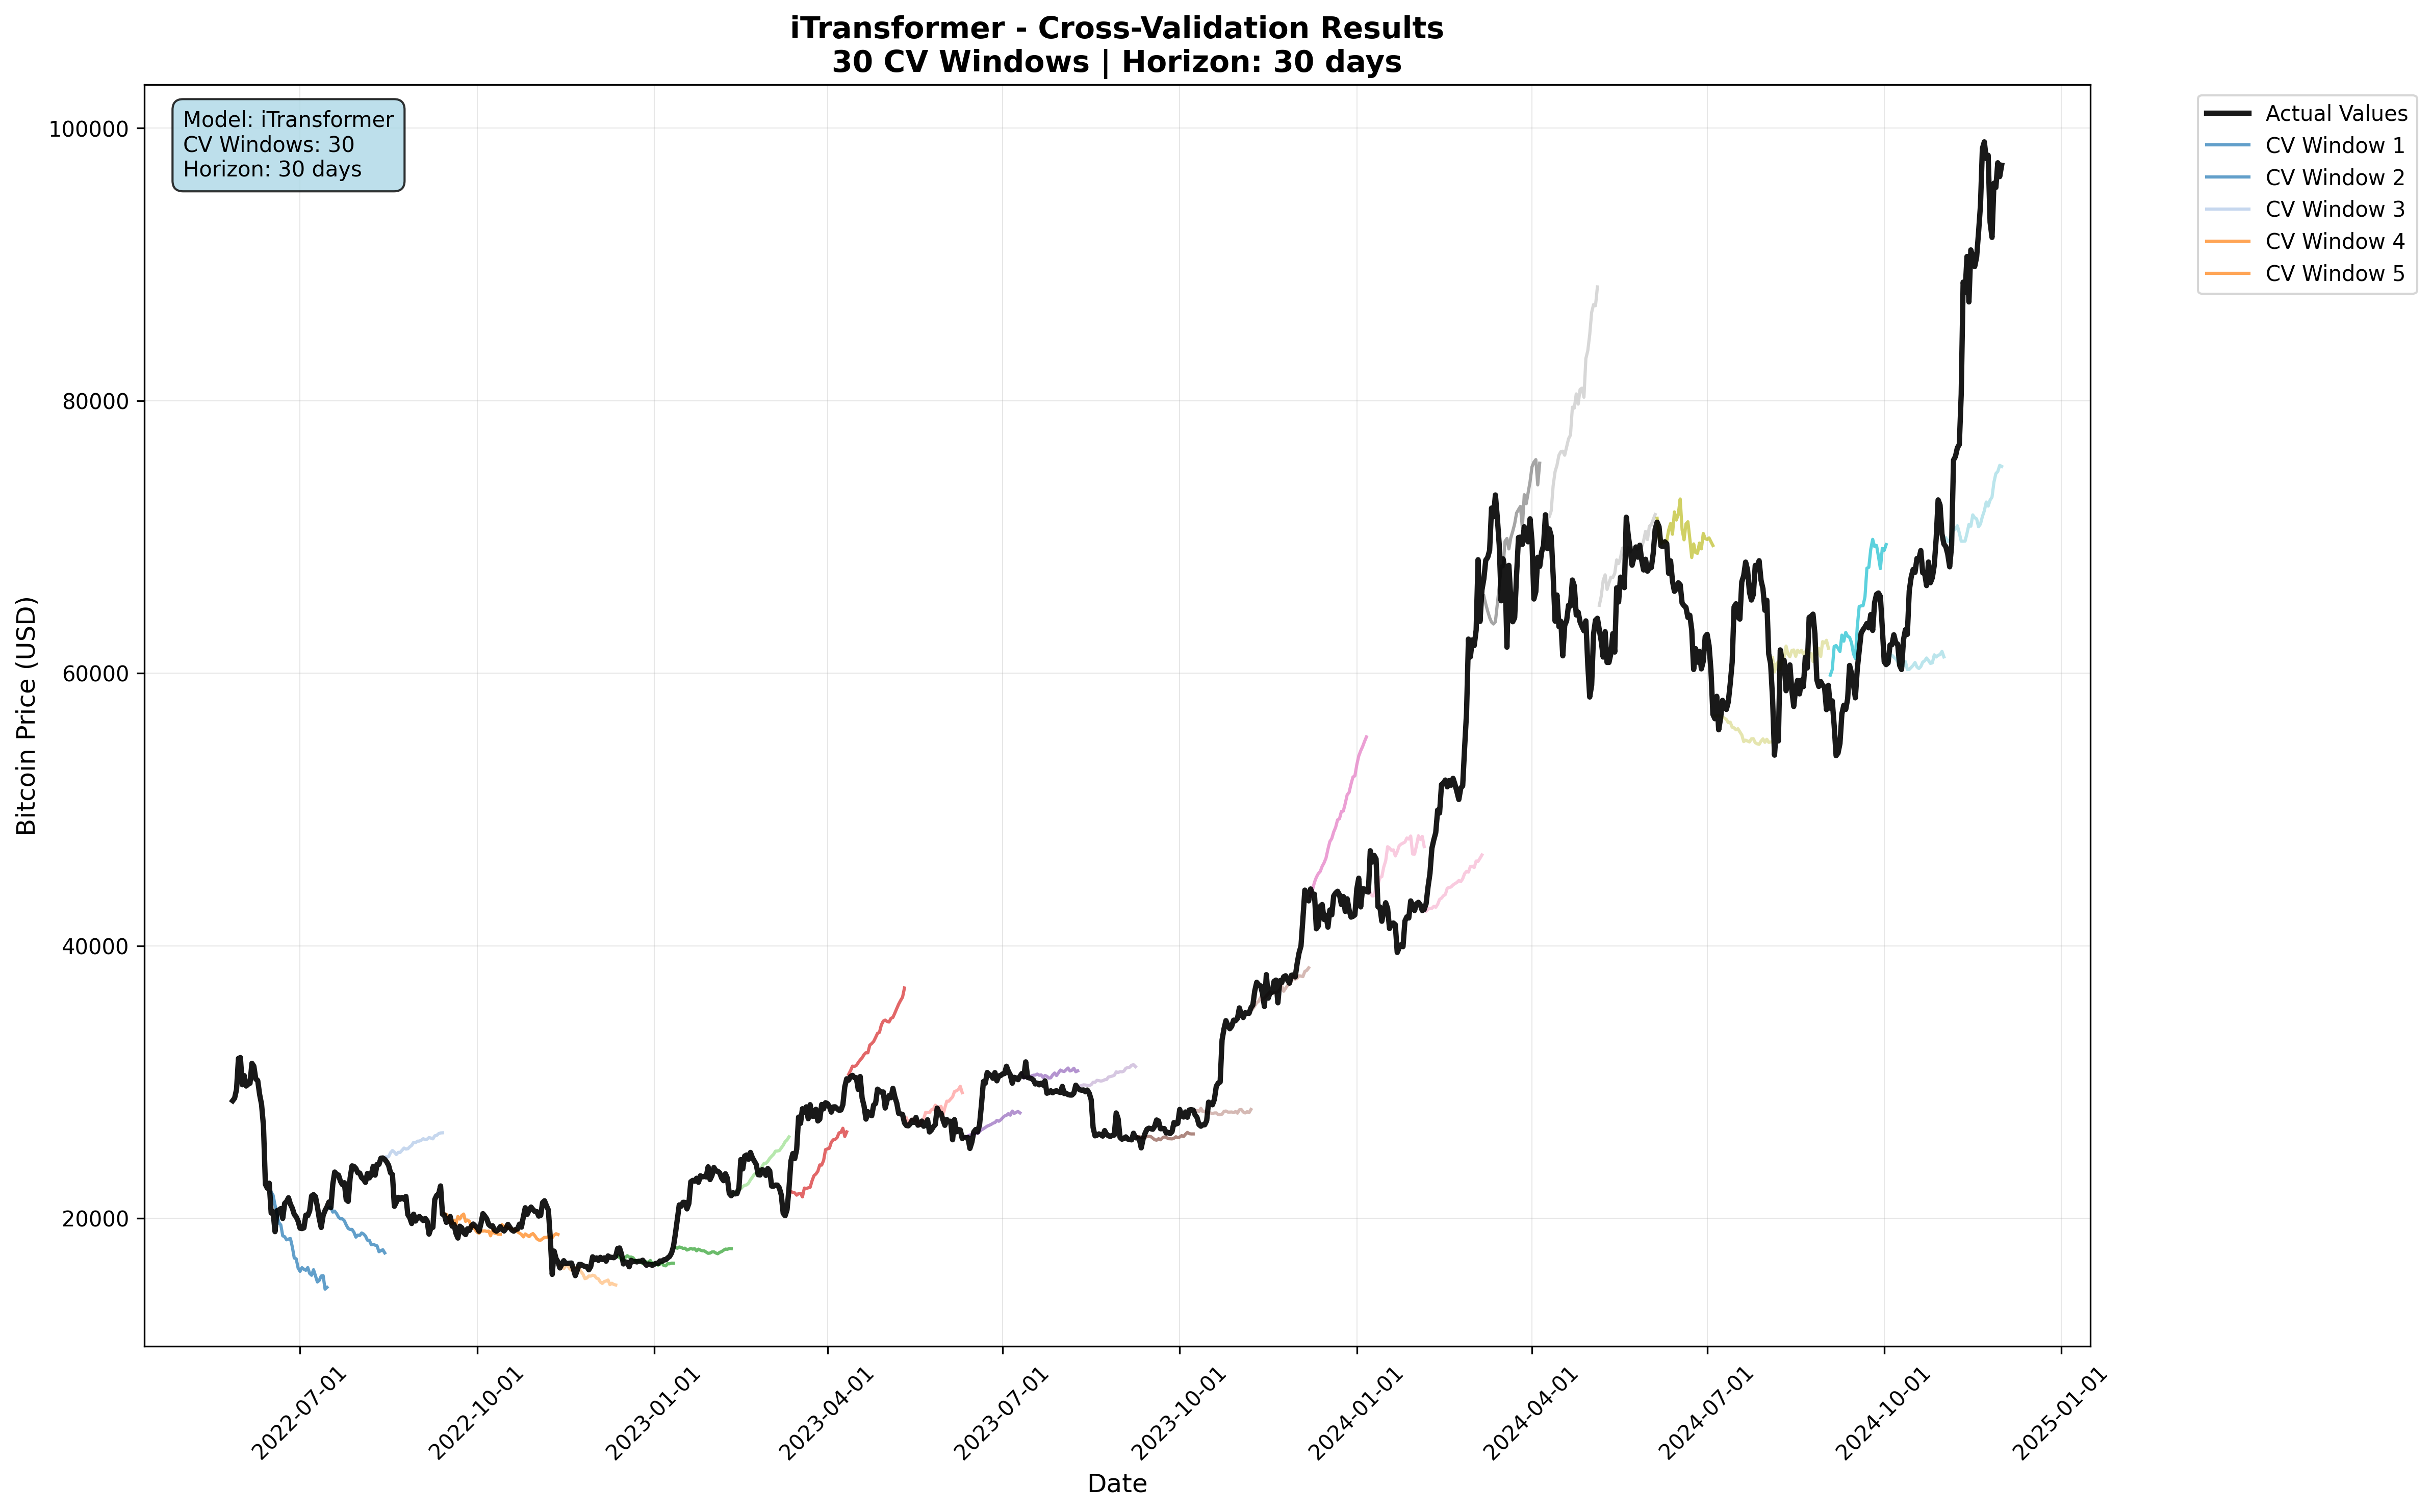 iTransformer - Cross-Validation Results
30 CV Windows | Horizon: 30 days
Model: iTransformer
CV Windows: 30
Horizon: 30 days
Actual Values
CV Window 1
CV Window 2
CV Window 3
CV Window 4
CV Window 5
Bitcoin Price (USD)
100000
80000
60000
40000
20000
2022-07-01
2022-10-01
2023-01-01
2023-04-01
2023-07-01
2023-10-01
2024-01-01
2024-04-01
2024-07-01
2024-10-01
2025-01-01
Date